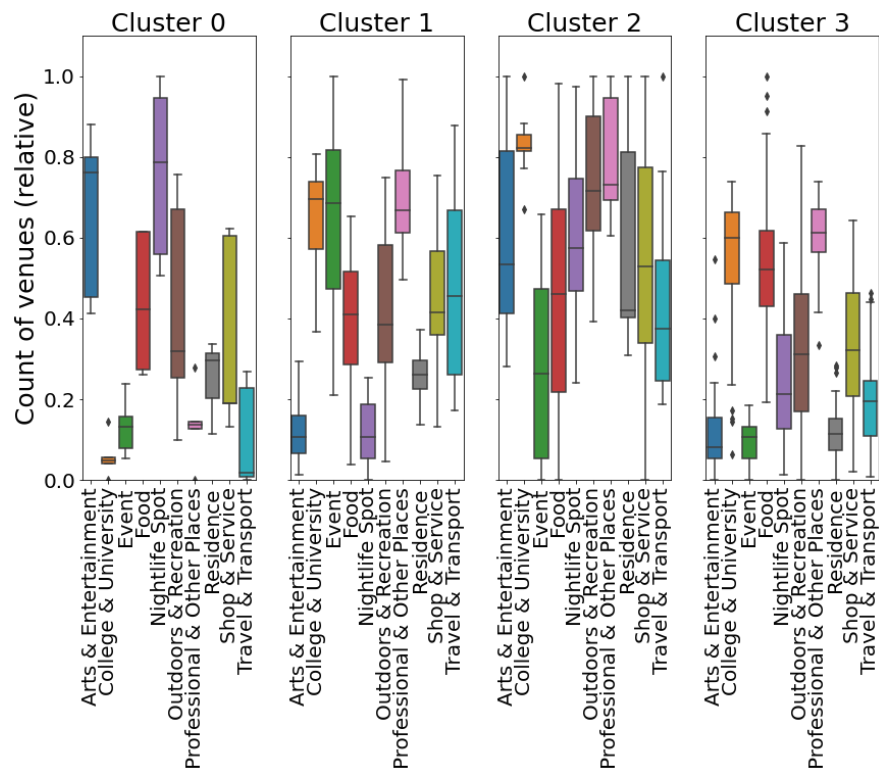 Cluster 0
Cluster 1
Cluster 2
Cluster 3
Count of venues (relative)
1.0
0.8
0.6
0.4
0.2
0.0
Arts & Entertainment
College & University
Event
Food
Nightlife Spot
Outdoors & Recreation
Professional & Other Places
Residence
Shop & Service
Travel & Transport
Arts & Entertainment
College & University
Event
Food
Nightlife Spot
Outdoors & Recreation
Professional & Other Places
Residence
Shop & Service
Travel & Transport
Arts & Entertainment
College & University
Event
Food
Nightlife Spot
Outdoors & Recreation
Professional & Other Places
Residence
Shop & Service
Travel & Transport
Arts & Entertainment
College & University
Event
Food
Nightlife Spot
Outdoors & Recreation
Professional & Other Places
Residence
Shop & Service
Travel & Transport